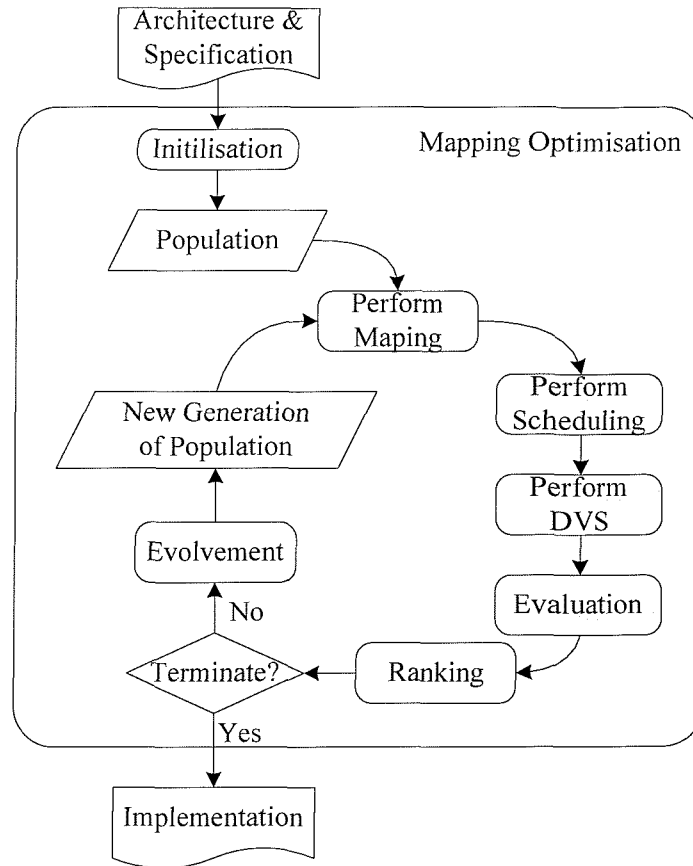 Architecture &
Specification
Mapping Optimisation
Initilisation
Population
Perform
Maping
New Generation
of Population
Perform
Scheduling
Perform
DVS
Evolvement
Evaluation
No
Terminate?
Ranking
Yes
Implementation